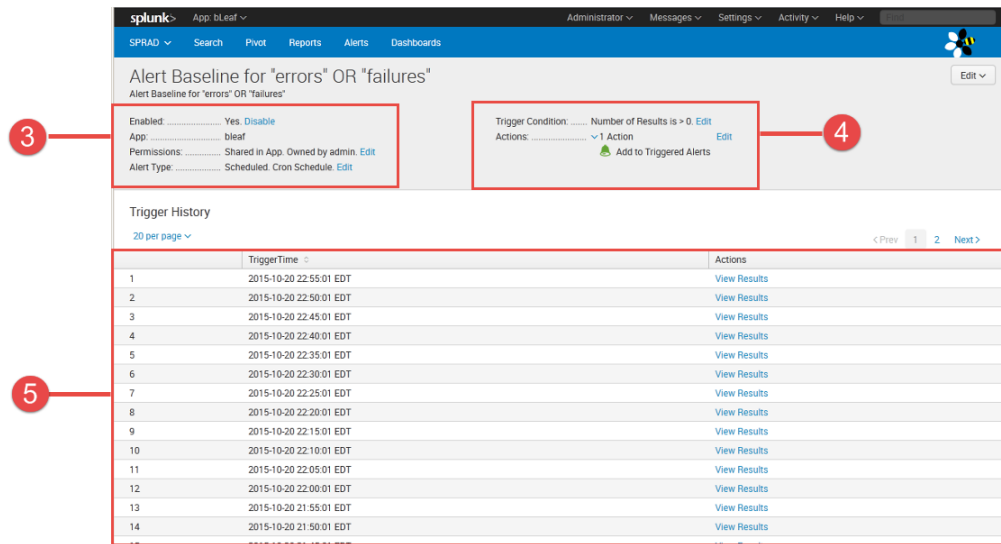 splunk> App: bLeaf Administrator Messages Settings Activity Help Find
SPRAD Search Pivot Reports Alerts Dashboards
Alert Baseline for "errors" OR "failures"
Edit
Alert Baseline for "errors" OR "failures"
3
Enabled: ........................ Yes. Disable
App: ............................... bleaf
Permissions: ................ Shared in App. Owned by admin. Edit
Alert Type: .................... Scheduled. Cron Schedule. Edit
4
Trigger Condition: ....... Number of Results is > 0. Edit
Actions: ........................ 1 Action Edit
Add to Triggered Alerts
Trigger History
20 per page
< Prev 1 2 Next >
5
TriggerTime Actions
1 2015-10-20 22:55:01 EDT View Results
2 2015-10-20 22:50:01 EDT View Results
3 2015-10-20 22:45:01 EDT View Results
4 2015-10-20 22:40:01 EDT View Results
5 2015-10-20 22:35:01 EDT View Results
6 2015-10-20 22:30:01 EDT View Results
7 2015-10-20 22:25:01 EDT View Results
8 2015-10-20 22:20:01 EDT View Results
9 2015-10-20 22:15:01 EDT View Results
10 2015-10-20 22:10:01 EDT View Results
11 2015-10-20 22:05:01 EDT View Results
12 2015-10-20 22:00:01 EDT View Results
13 2015-10-20 21:55:01 EDT View Results
14 2015-10-20 21:50:01 EDT View Results